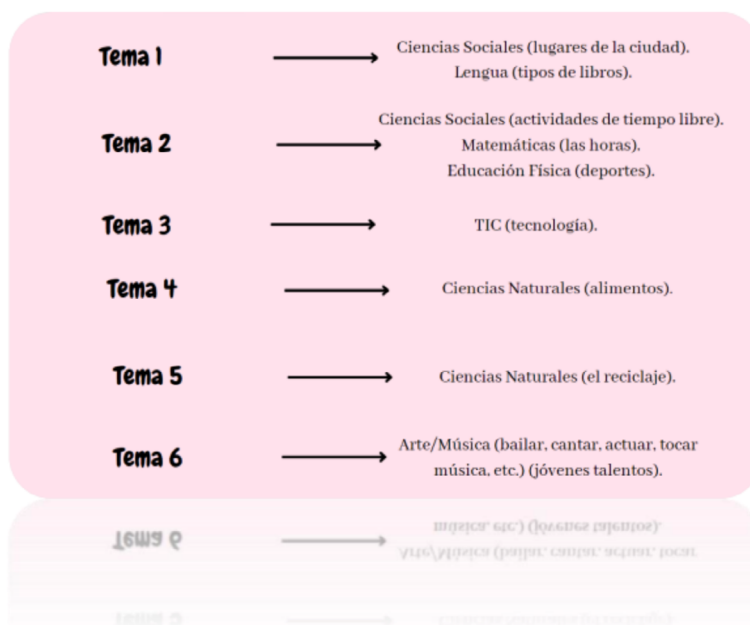 Tema 1
Ciencias Sociales (lugares de la ciudad).
Lengua (tipos de libros).
Tema 2
Ciencias Sociales (actividades de tiempo libre).
Matemáticas (las horas).
Educación Física (deportes).
Tema 3
TIC (tecnología).
Tema 4
Ciencias Naturales (alimentos).
Tema 5
Ciencias Naturales (el reciclaje).
Tema 6
Arte/Música (bailar, cantar, actuar, tocar
música, etc.) (jóvenes talentos).